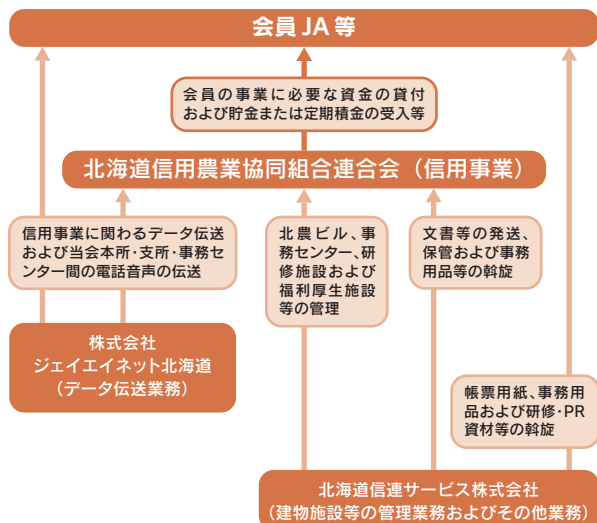 会員 JA 等
会員の事業に必要な資金の貸付
および貯金または定期積金の受入等
北海道信用農業協同組合連合会（信用事業）
信用事業に関わるデータ伝送
および当会本所・支所・事務セ
ンター間の電話音声の伝送
北農ビル、事
務センター、研
修施設および
福利厚生施設
等の管理
文書等の発送、
保管および事務
用品等の斡旋
株式会社
ジェイエイネット北海道
（データ伝送業務）
帳票用紙、事務用
品および研修・PR
資材等の斡旋
北海道信連サービス株式会社
（建物施設等の管理業務およびその他業務）